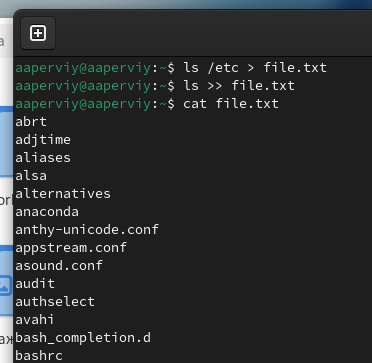 aaperviy@aaperviy:~$ ls /etc > file.txt
aaperviy@aaperviy:~$ ls >> file.txt
aaperviy@aaperviy:~$ cat file.txt
abrt
adjtime
aliases
alsa
alternatives
anaconda
anthy-unicode.conf
appstream.conf
asound.conf
audit
authselect
avahi
bash_completion.d
bashrc